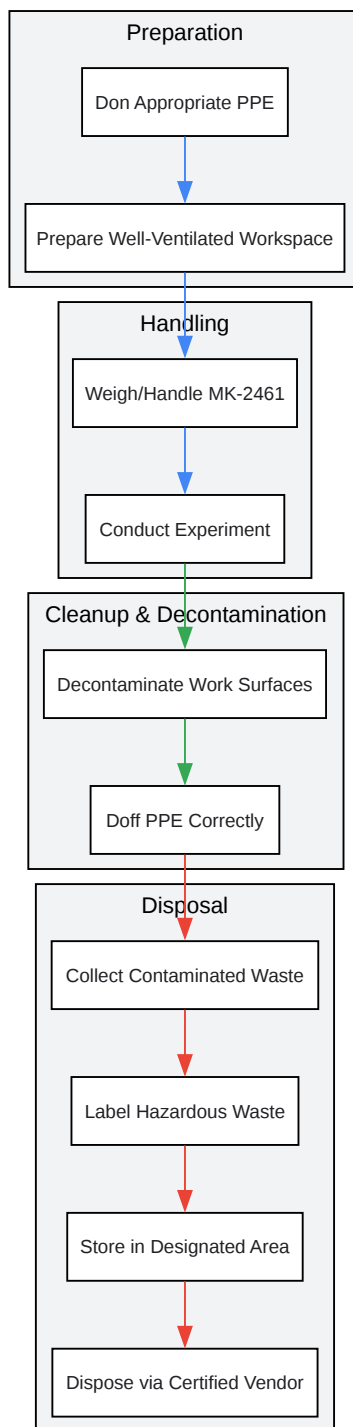 Preparation
Don Appropriate PPE
Prepare Well-Ventilated Workspace
Handling
Weigh/Handle MK-2461
Conduct Experiment
Cleanup & Decontamination
Decontaminate Work Surfaces
Doff PPE Correctly
Disposal
Collect Contaminated Waste
Label Hazardous Waste
Store in Designated Area
Dispose via Certified Vendor